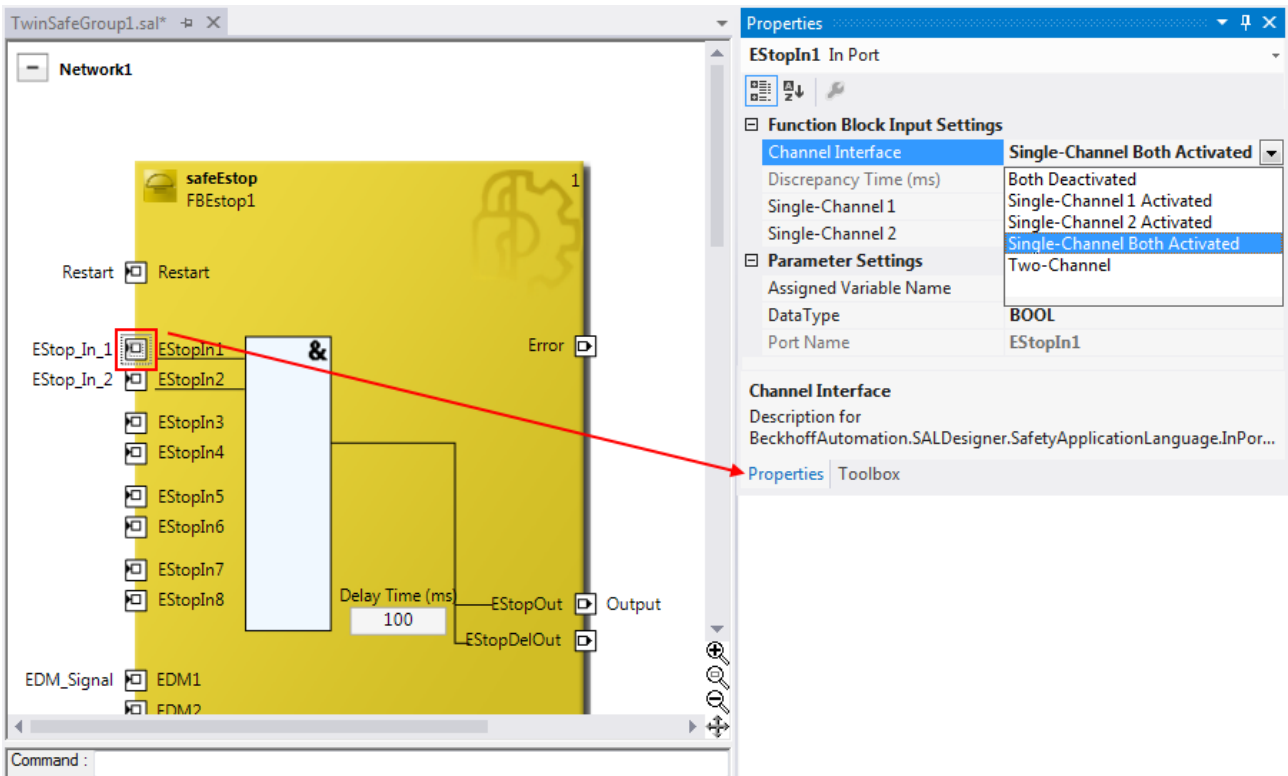 TwinSafeGroup1.sal*
Network1
safeEstop
FBEstop1
1
Restart Restart
EStop_In_1 EStopIn1 & Error
EStop_In_2 EStopIn2
EStopIn3
EStopIn4
EStopIn5
EStopIn6
EStopIn7
EStopIn8 Delay Time (ms) EStopOut Output
100
EStopDelOut
EDM_Signal EDM1
EDM2
Command :
Properties
EStopIn1 In Port
Function Block Input Settings
Channel Interface Single-Channel Both Activated
Discrepancy Time (ms) Both Deactivated
Single-Channel 1 Single-Channel 1 Activated
Single-Channel 2 Activated
Single-Channel 2 Single-Channel Both Activated
Parameter Settings Two-Channel
Assigned Variable Name
DataType BOOL
Port Name EStopIn1
Channel Interface
Description for
BeckhoffAutomation.SALDesigner.SafetyApplicationLanguage.InPor...
Properties Toolbox